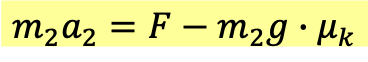 m₂a₂ = F − m₂g · μₖ